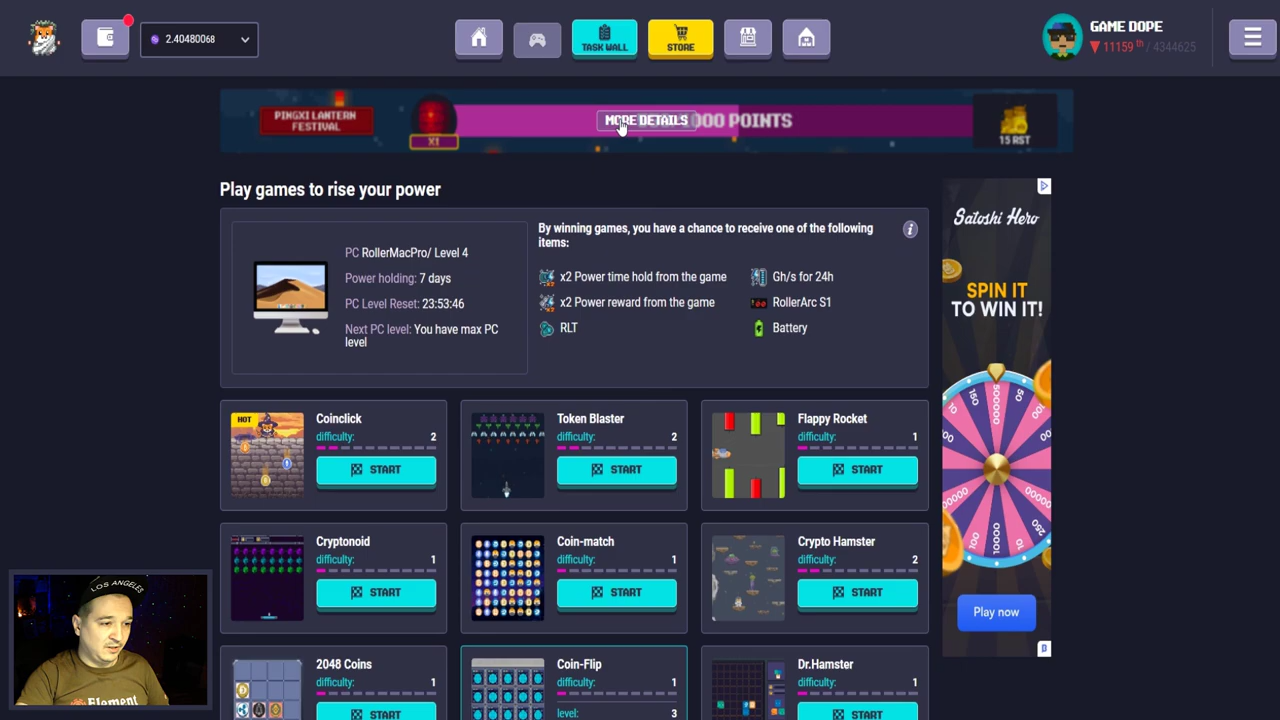 2.40480068
TASK WALL
STORE
GAME DOPE
11159 th / 4344625
PINGXI LANTERN
FESTIVAL
X1
MORE DETAILS
000 POINTS
15 RST
Play games to rise your power
PC RollerMacPro/ Level 4
Power holding: 7 days
PC Level Reset: 23:53:46
Next PC level: You have max PC
level
By winning games, you have a chance to receive one of the following
items:
x2 Power time hold from the game
Gh/s for 24h
x2 Power reward from the game
RollerArc S1
RLT
Battery
Satoshi Hero
SPIN IT
TO WIN IT!
Play now
HOT
Coinclick
difficulty: 2
START
Token Blaster
difficulty: 2
START
Flappy Rocket
difficulty: 1
START
Cryptonoid
difficulty: 1
START
Coin-match
difficulty: 1
START
Crypto Hamster
difficulty: 2
START
2048 Coins
difficulty: 1
START
Coin-Flip
difficulty: 1
level: 3
Dr.Hamster
difficulty: 1
START
LOS ANGELES
Element